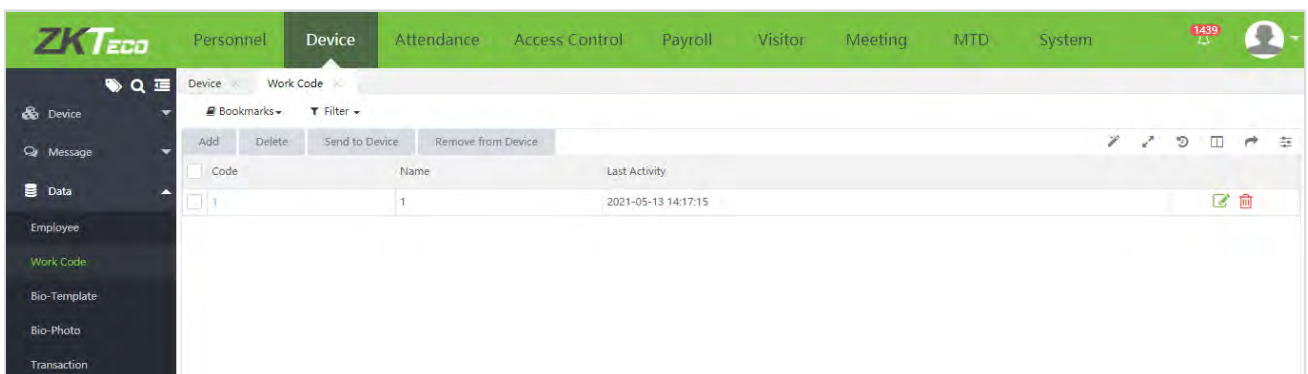 ZKTECO Personnel Device Attendance Access Control Payroll Visitor Meeting MTD System 1439
Device Work Code
Device
Bookmarks Filter
Message
Add Delete Send to Device Remove from Device
Code Name Last Activity
Data
1 1 2021-05-13 14:17:15
Employee
Work Code
Bio-Template
Bio-Photo
Transaction